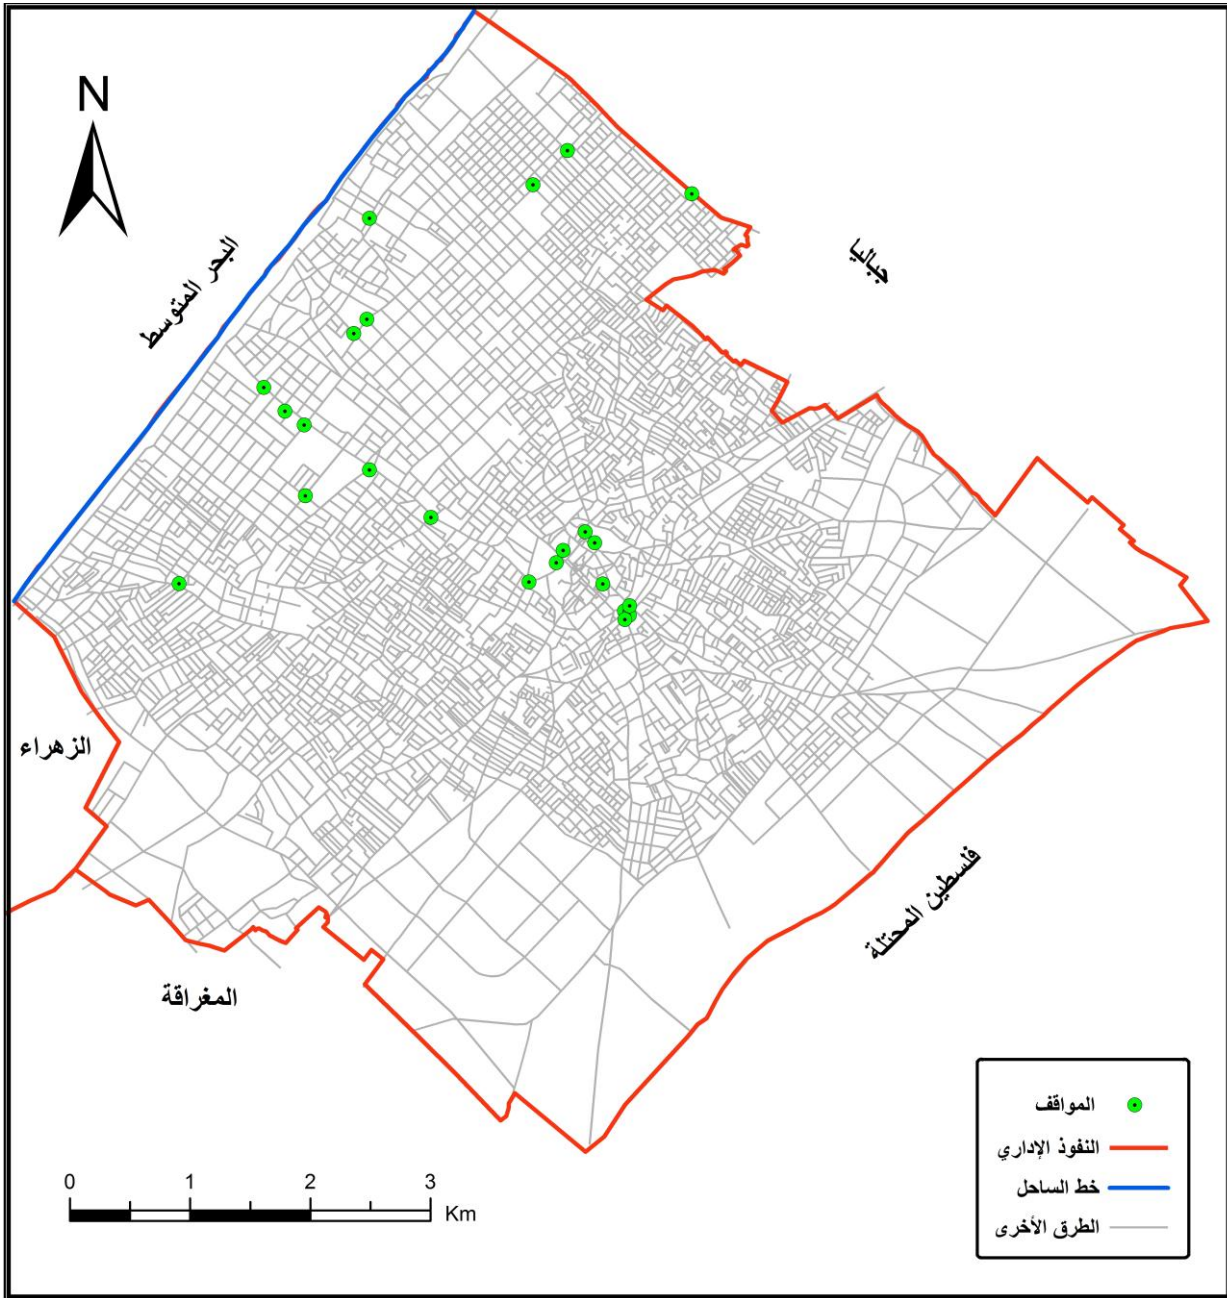 N
جباليا
البحر المتوسط
الزهراء
فلسطين المحتلة
المغراقة
المواقف
النفوذ الإداري
خط الساحل
الطرق الأخرى
0 1 2 3
Km